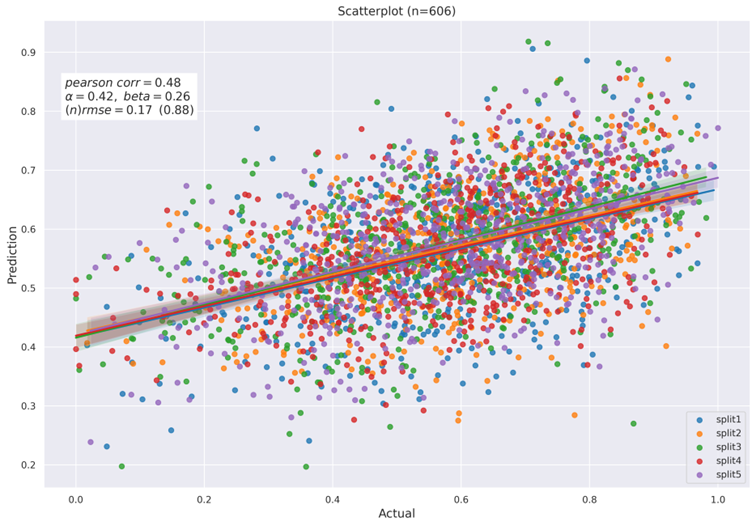 Scatterplot (n=606)
0.9
pearson corr = 0.48
α = 0.42, beta = 0.26
(n)rmse = 0.17 (0.88)
0.8
0.7
0.6
Prediction
0.5
0.4
0.3
0.2
split1
split2
split3
split4
split5
0.0 0.2 0.4 0.6 0.8 1.0
Actual